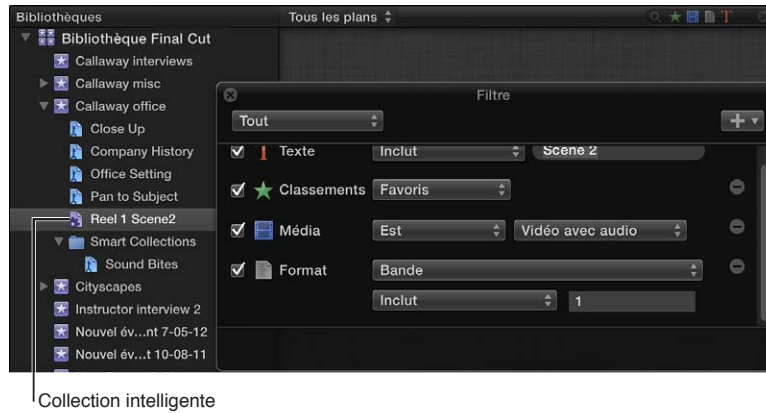 Bibliothèques
Tous les plans
T
Bibliothèque Final Cut
Callaway interviews
Callaway misc
Callaway office
Close Up
Company History
Office Setting
Pan to Subject
Reel 1 Scene2
Smart Collections
Sound Bites
Cityscapes
Instructor interview 2
Nouvel év…nt 7-05-12
Nouvel év…t 10-08-11
Filtre
Tout
T Texte Inclut Scene 2
Classements Favoris
Média Est Vidéo avec audio
Format Bande
Inclut 1
Collection intelligente